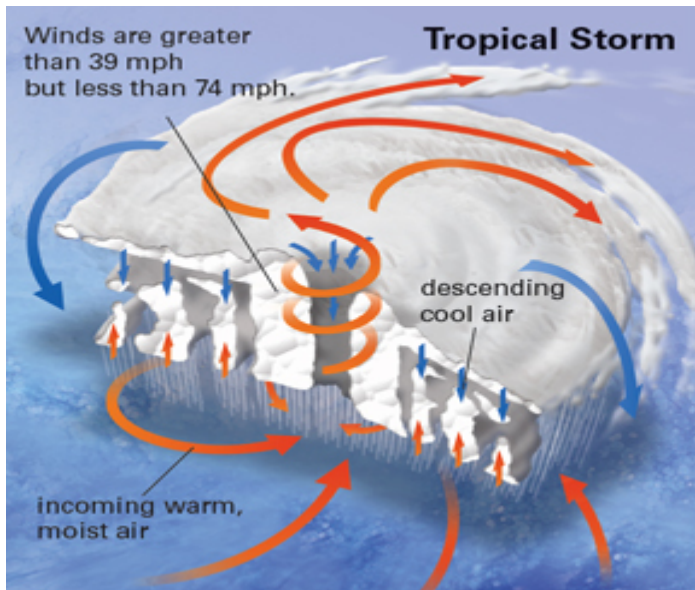 Winds are greater
than 39 mph
but less than 74 mph.
Tropical Storm
descending
cool air
incoming warm,
moist air